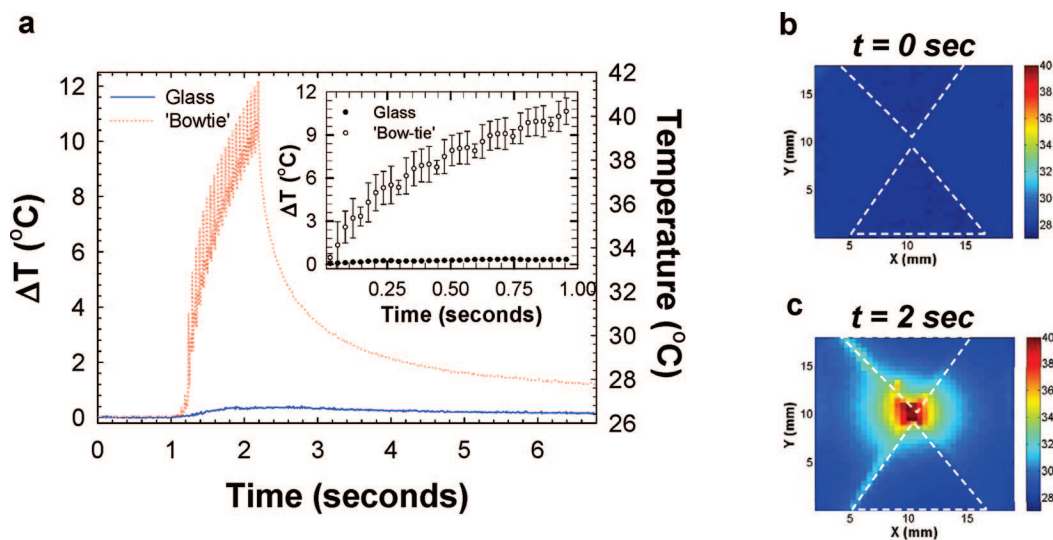 a
12
10
8
6
4
2
0
ΔT (°C)
Glass
'Bowtie'
0 1 2 3 4 5 6
Time (seconds)
42
40
38
36
34
32
30
28
26
Temperature (°C)
12
9
6
3
0
ΔT (°C)
Glass
'Bow-tie'
0.25 0.50 0.75 1.00
Time (seconds)
b
t = 0 sec
15
10
5
Y (mm)
5 10 15
X (mm)
40
38
36
34
32
30
28
c
t = 2 sec
15
10
5
Y (mm)
5 10 15
X (mm)
40
38
36
34
32
30
28